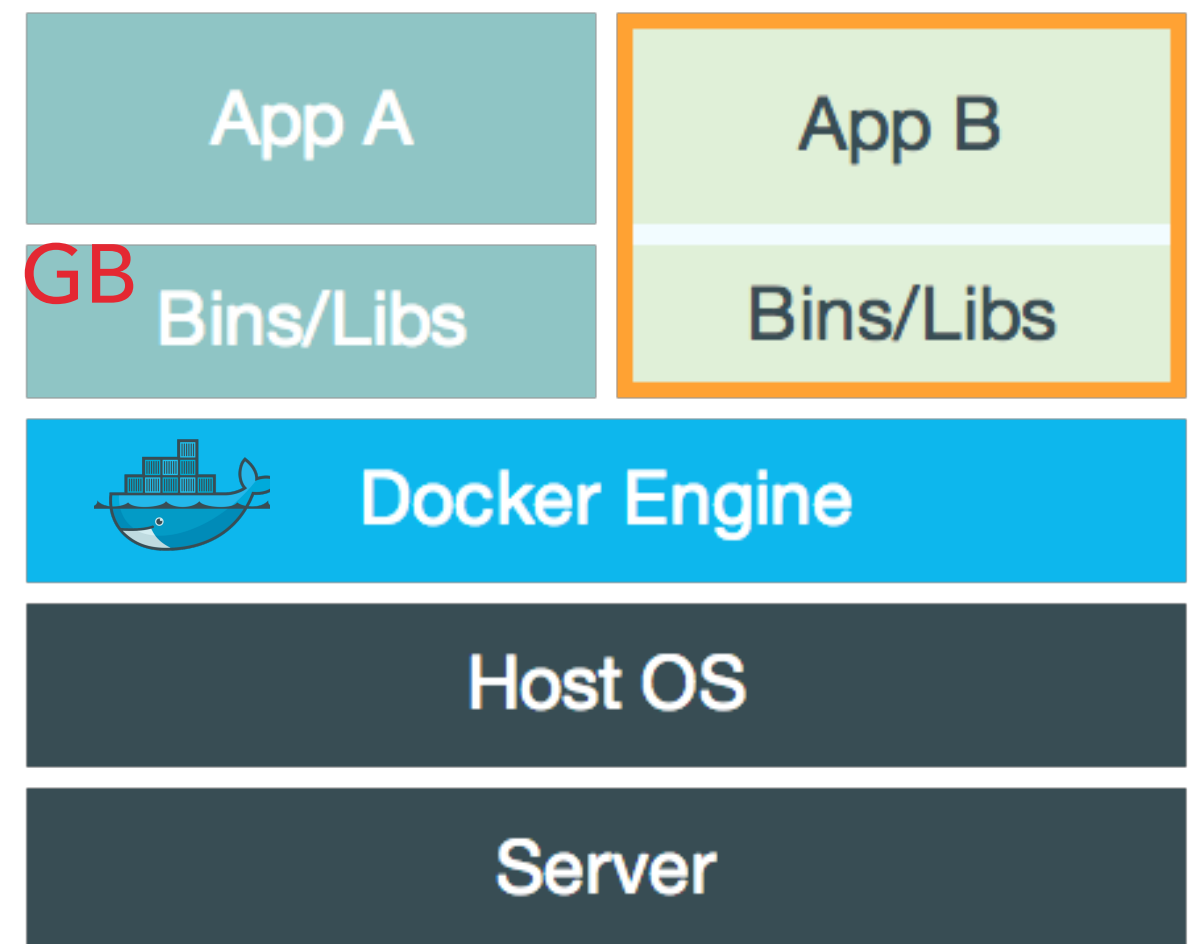 App A
App B
GB
Bins/Libs
Bins/Libs
Docker Engine
Host OS
Server